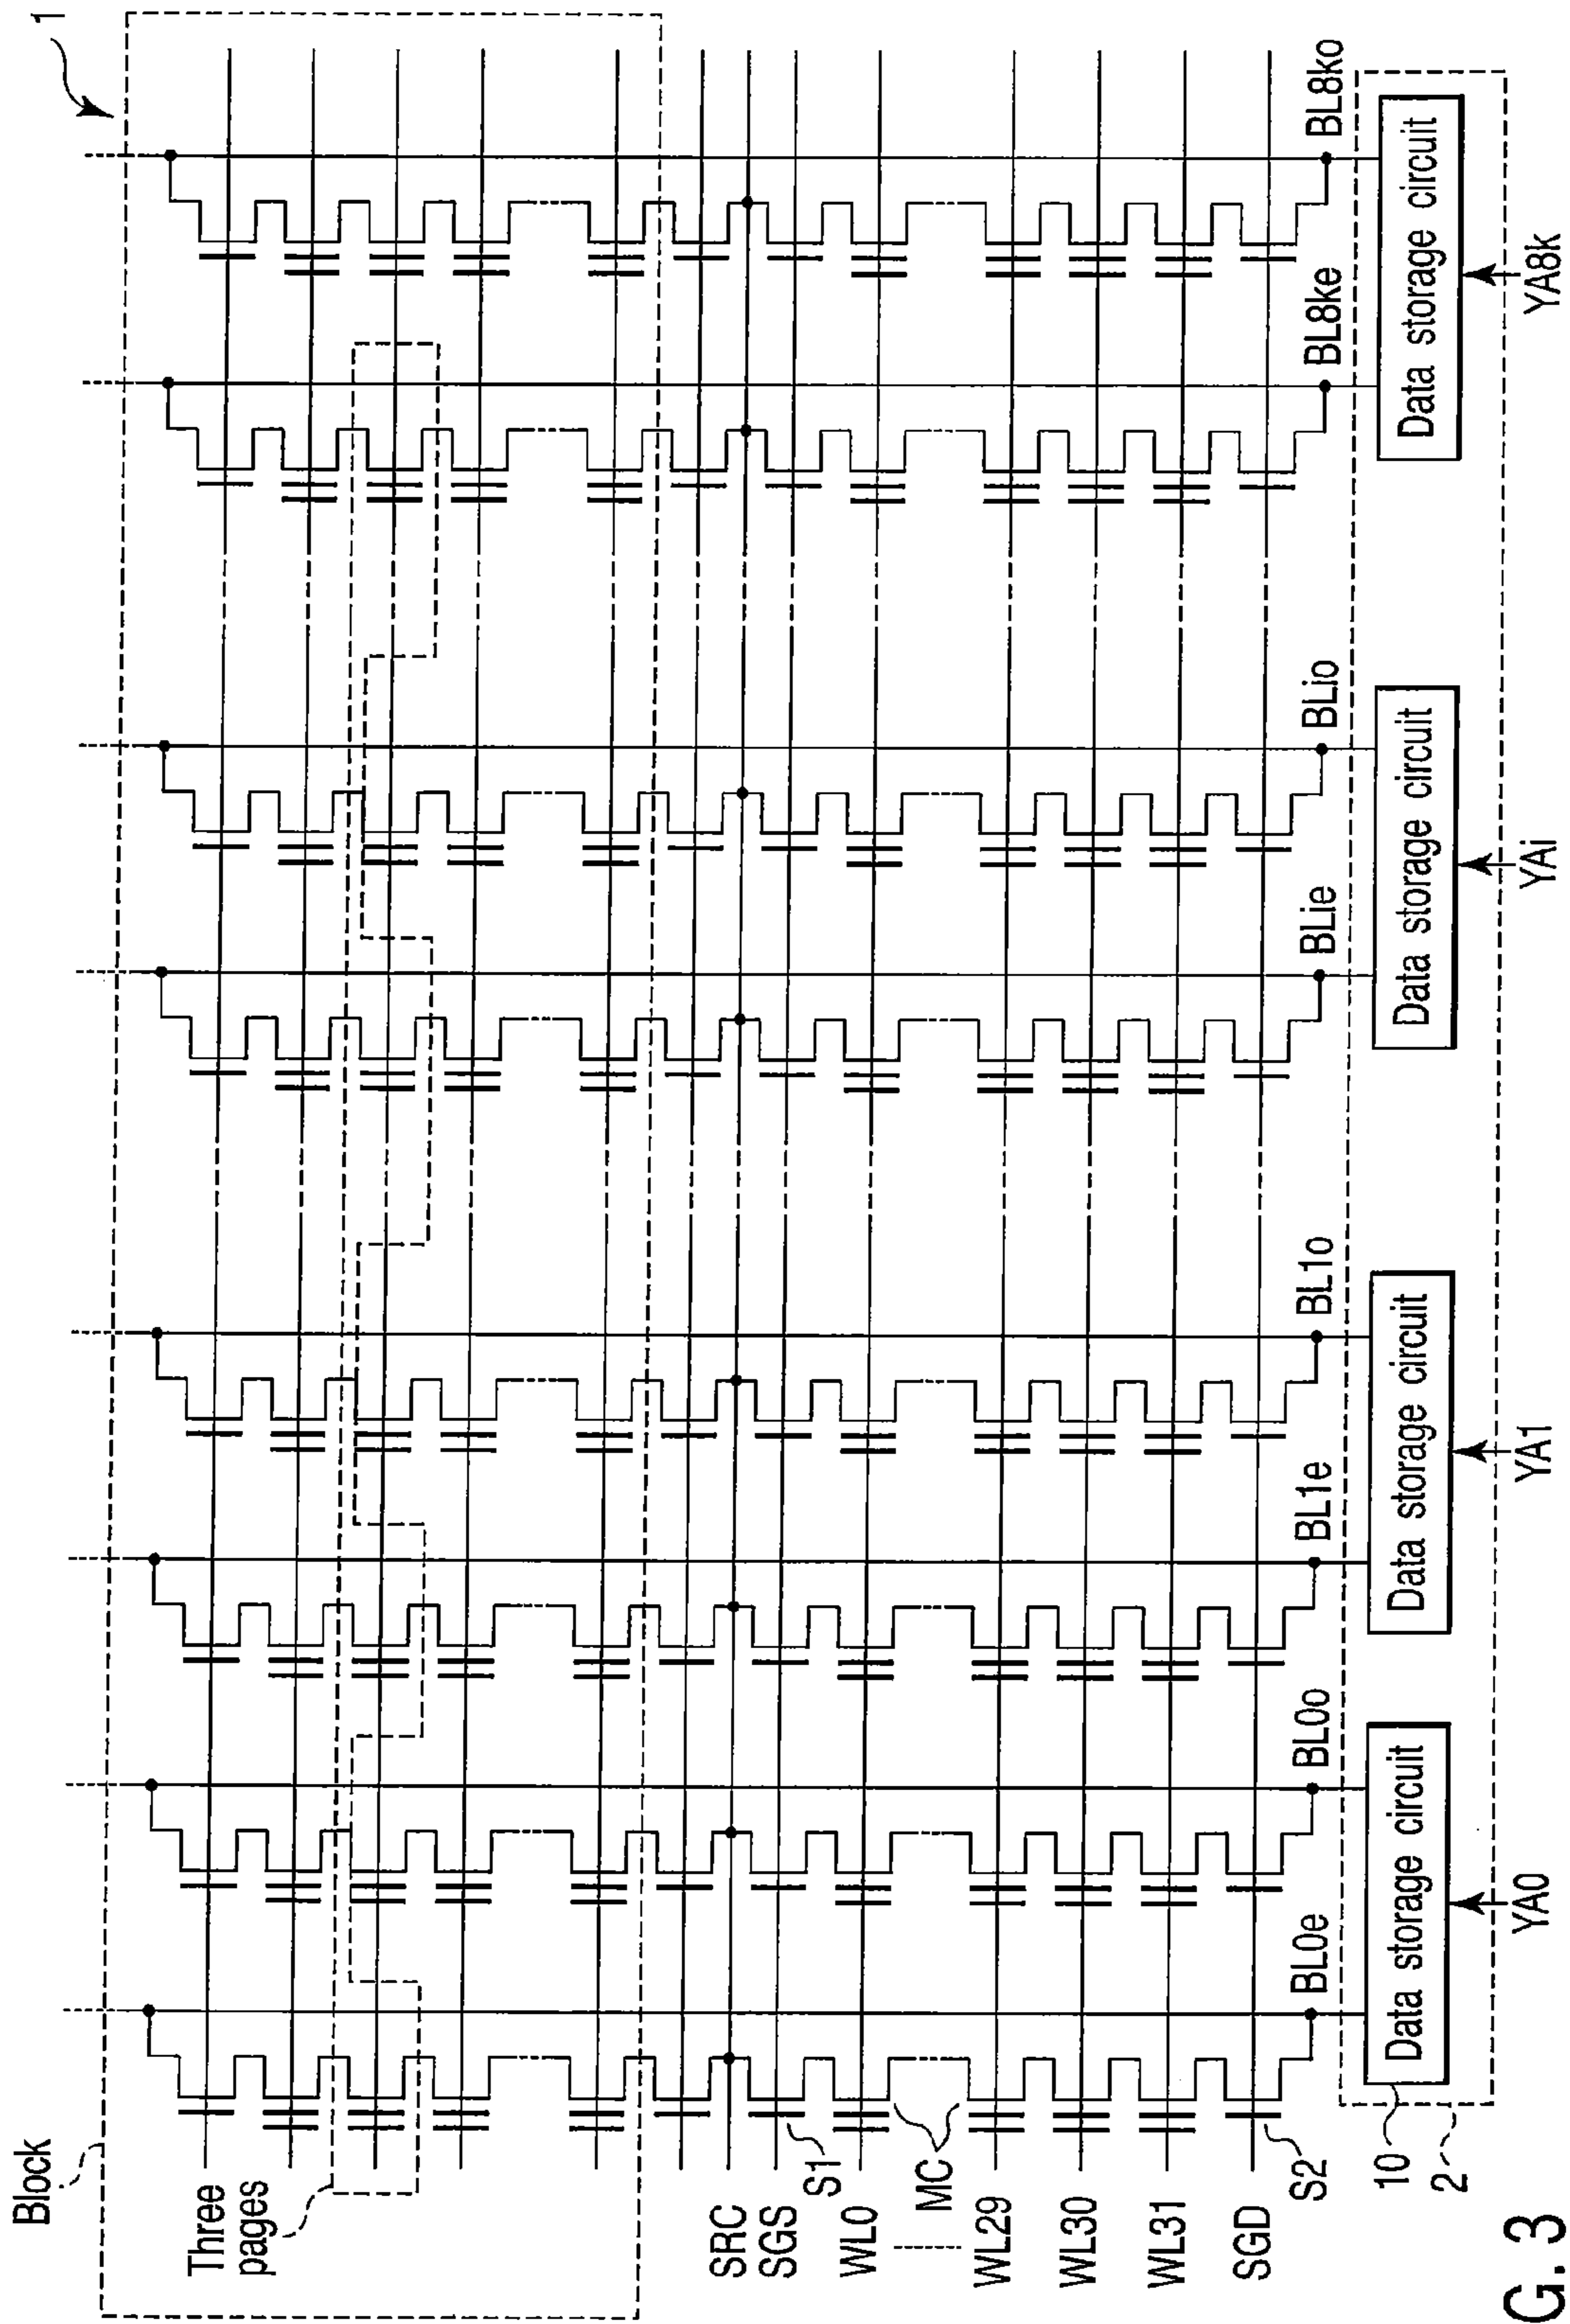 1
Block
Three
pages
SRC
SGS
S1
WL0
MC
WL29
WL30
WL31
SGD
S2
BL0e
BL0o
BL1e
BL1o
BLie
BLio
BL8ke
BL8ko
10
2
Data storage circuit
Data storage circuit
Data storage circuit
Data storage circuit
YA0
YA1
YAi
YA8k
G. 3